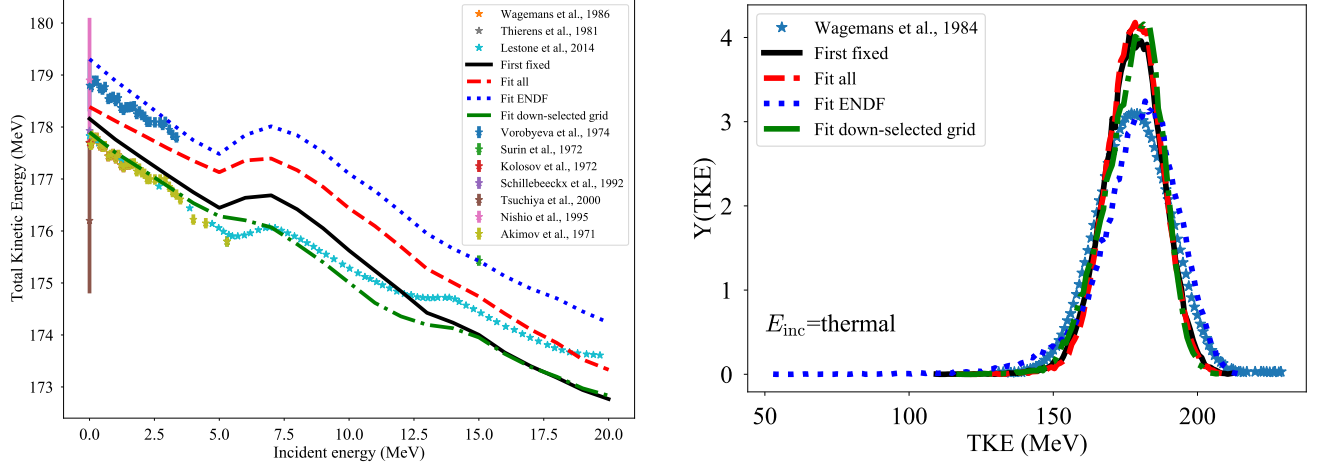 180
179
178
177
176
175
174
173
Total Kinetic Energy (MeV)
0.0 2.5 5.0 7.5 10.0 12.5 15.0 17.5 20.0
Incident energy (MeV)
Wagemans et al., 1986
Thierens et al., 1981
Lestone et al., 2014
First fixed
Fit all
Fit ENDF
Fit down-selected grid
Vorobyeva et al., 1974
Surin et al., 1972
Kolosov et al., 1972
Schillebeeckx et al., 1992
Tsuchiya et al., 2000
Nishio et al., 1995
Akimov et al., 1971
Wagemans et al., 1984
First fixed
Fit all
Fit ENDF
Fit down-selected grid
4
3
2
1
0
Y(TKE)
E_inc=thermal
50 100 150 200
TKE (MeV)